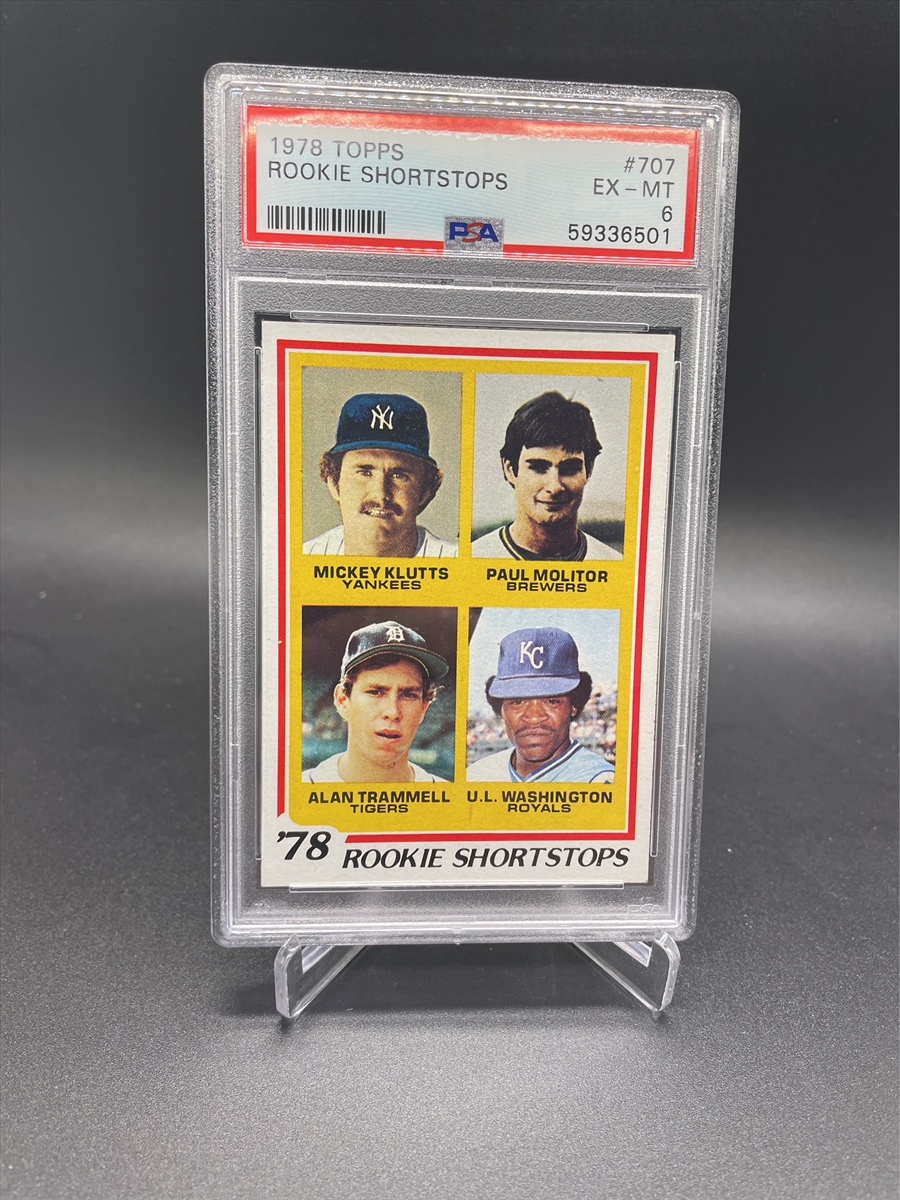 1978 TOPPS #707
ROOKIE SHORTSTOPS EX - MT
6
PSA 59336501
NY
MICKEY KLUTTS
YANKEES
PAUL MOLITOR
BREWERS
D
KC
ALAN TRAMMELL
TIGERS
U.L. WASHINGTON
ROYALS
'78 ROOKIE SHORTSTOPS